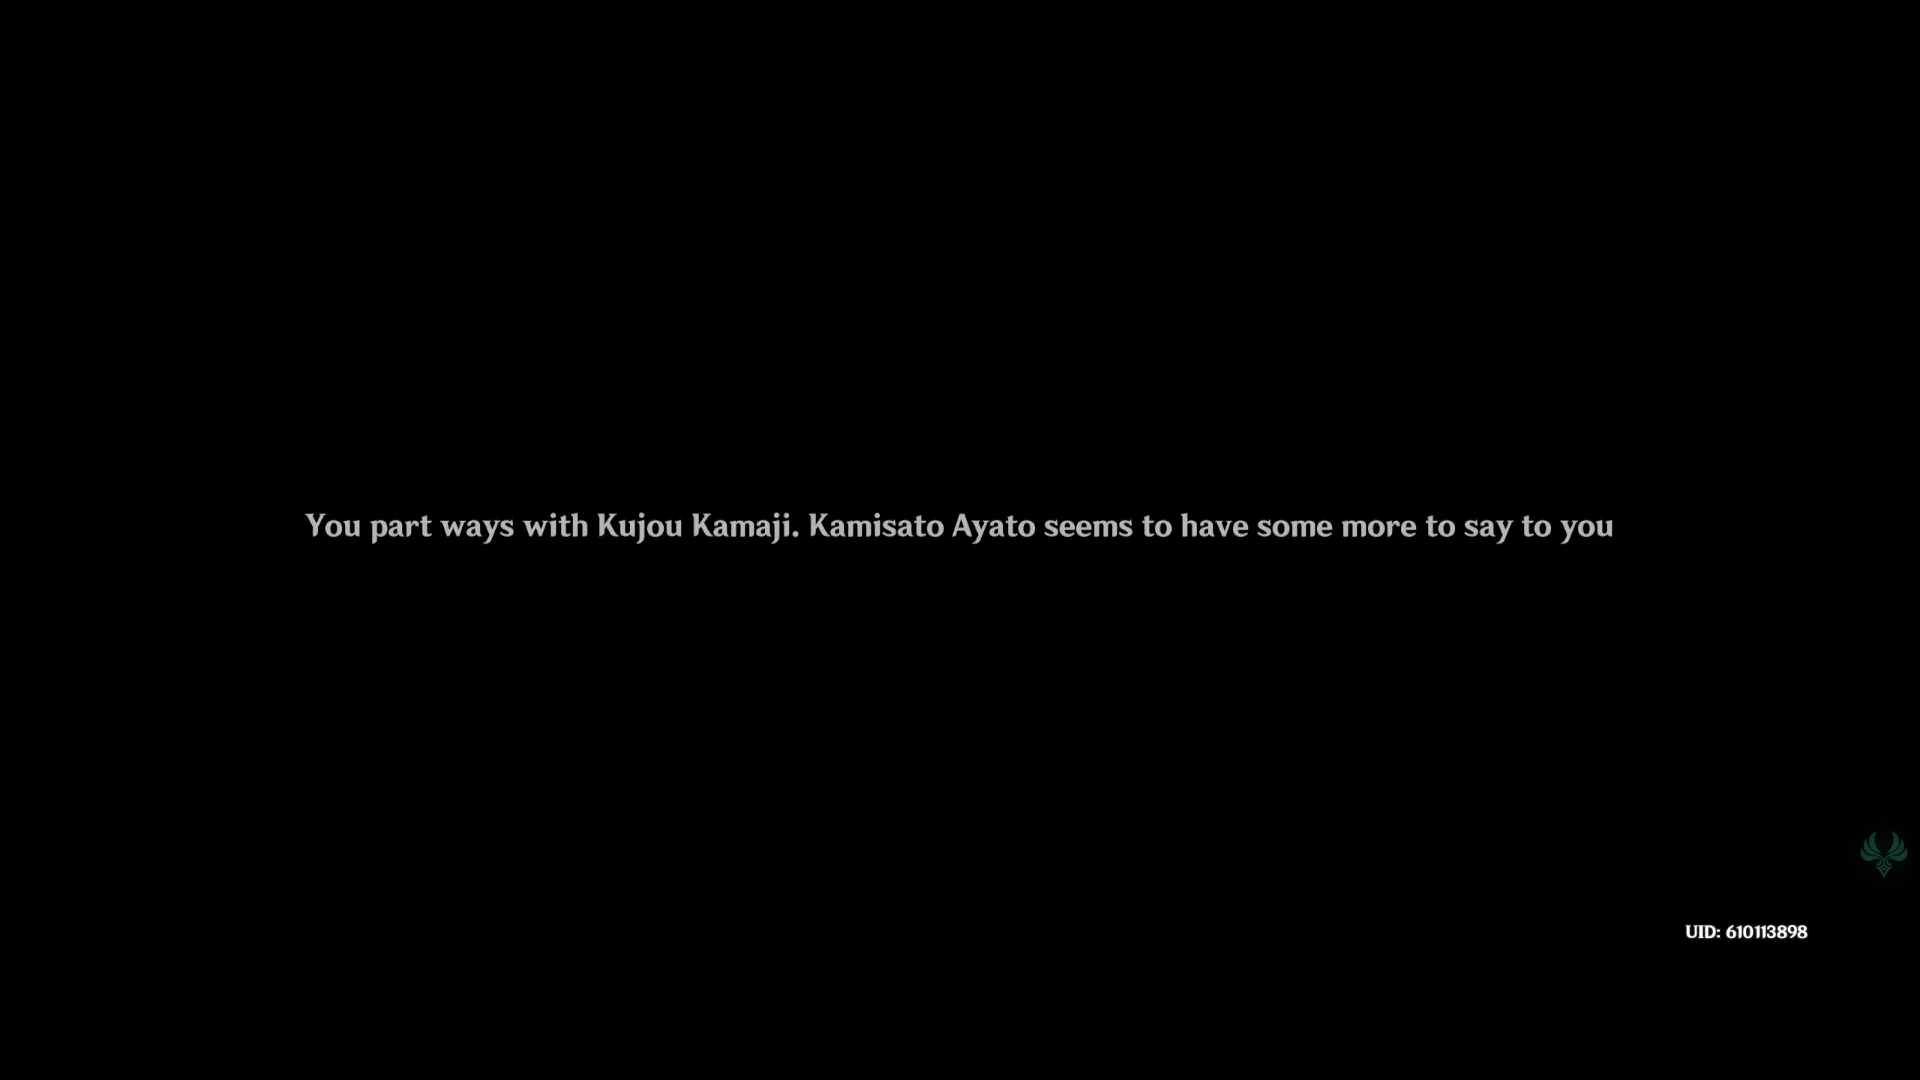 You part ways with Kujou Kamaji. Kamisato Ayato seems to have some more to say to you
UID: 610113898